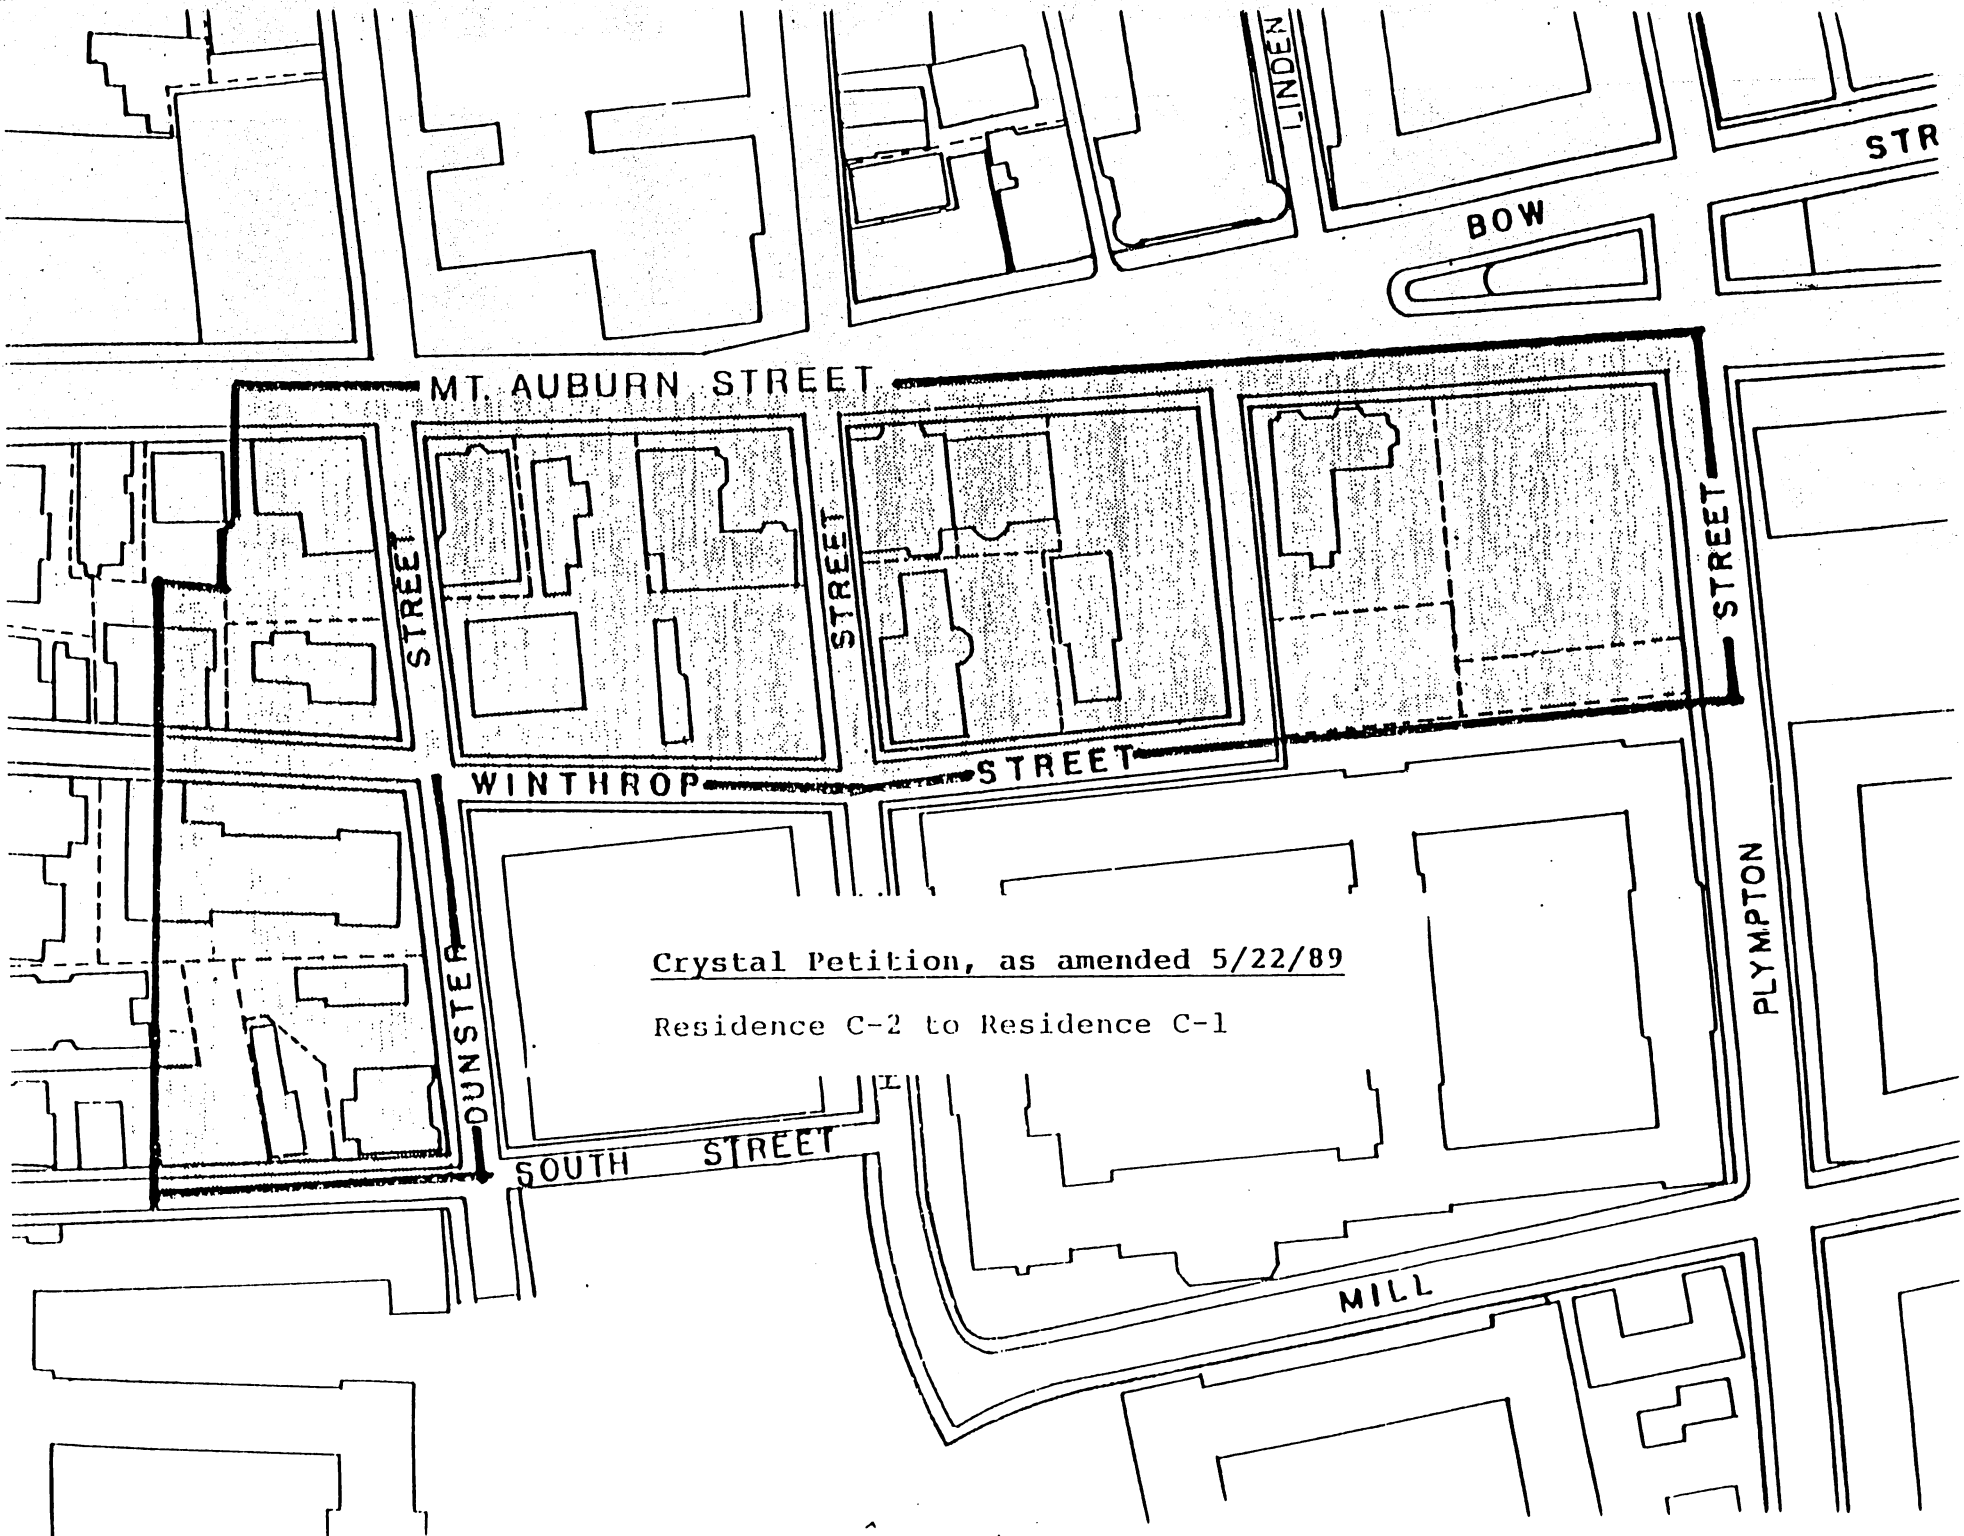 LINDEN
STR
BOW
MT. AUBURN STREET
STREET
STREET
STREET
WINTHROP STREET
PLYMPTON
Crystal Petition, as amended 5/22/89
DUNSTER
Residence C-2 to Residence C-1
SOUTH STREET
MILL